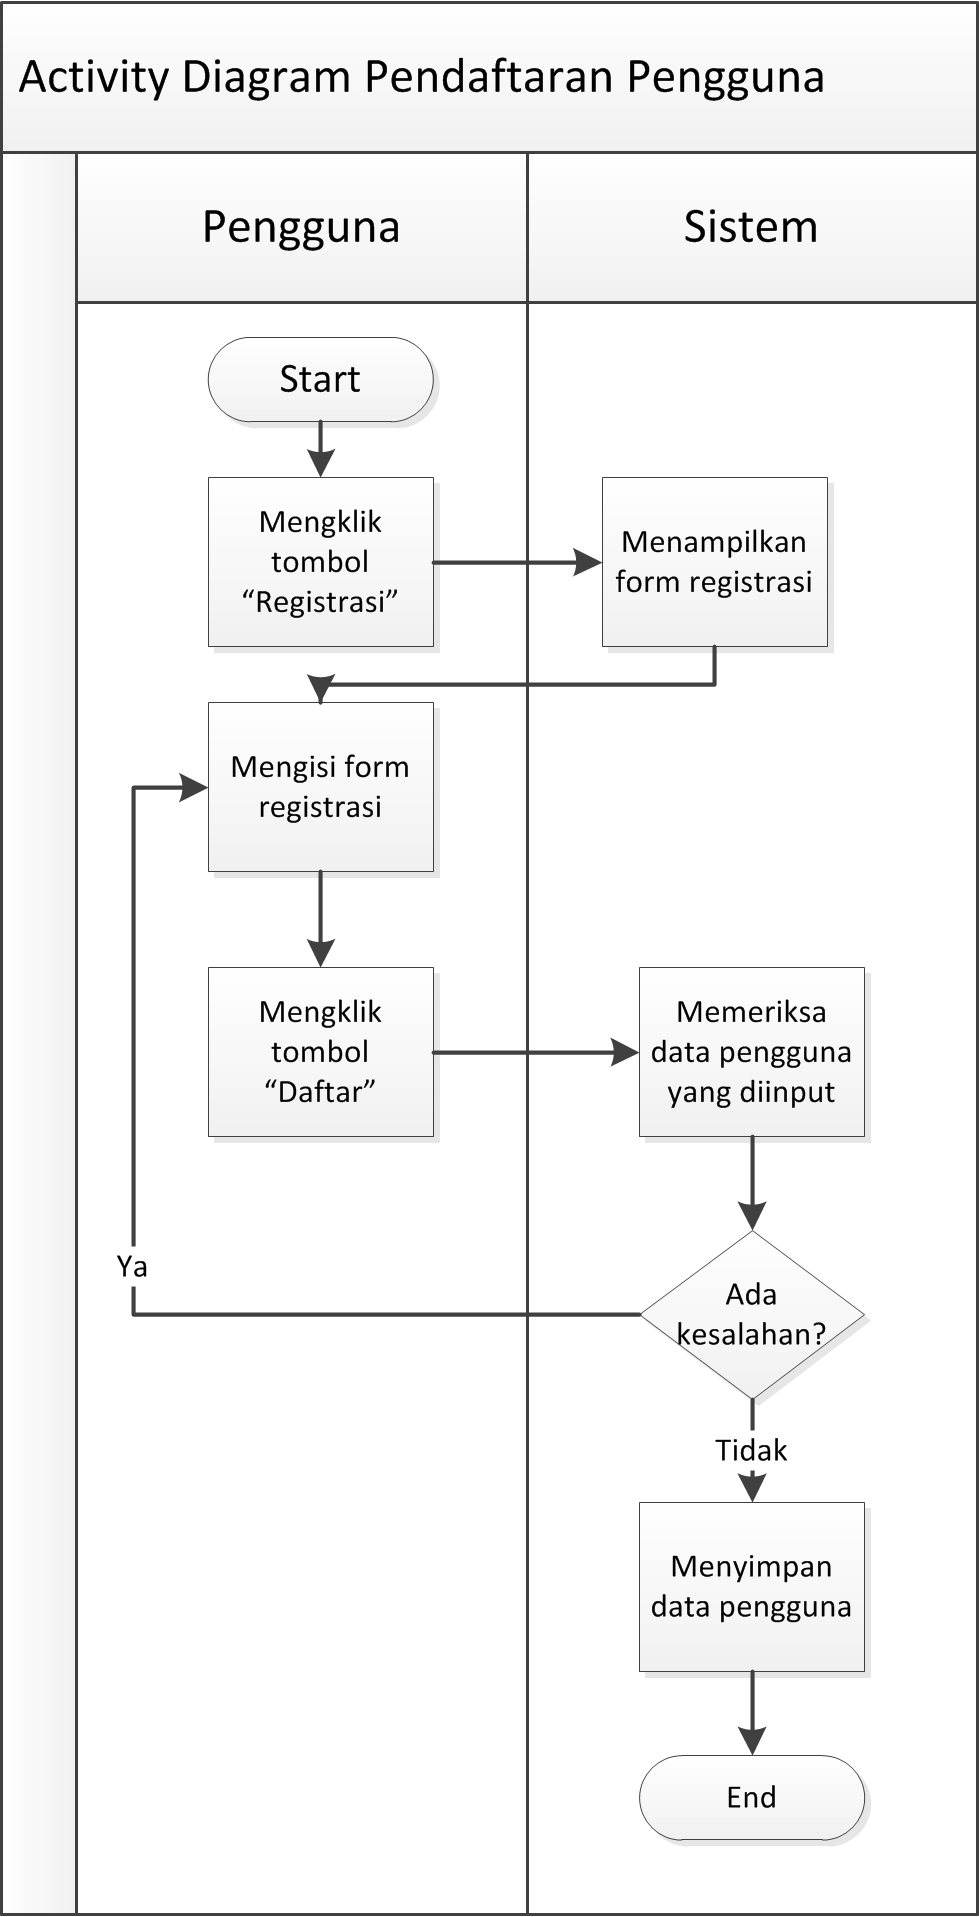 Activity Diagram Pendaftaran Pengguna
Pengguna
Sistem
Start
Mengklik
tombol
“Registrasi”
Menampilkan
form registrasi
Mengisi form
registrasi
Mengklik
tombol
“Daftar”
Memeriksa
data pengguna
yang diinput
Ya
Ada
kesalahan?
Tidak
Menyimpan
data pengguna
End